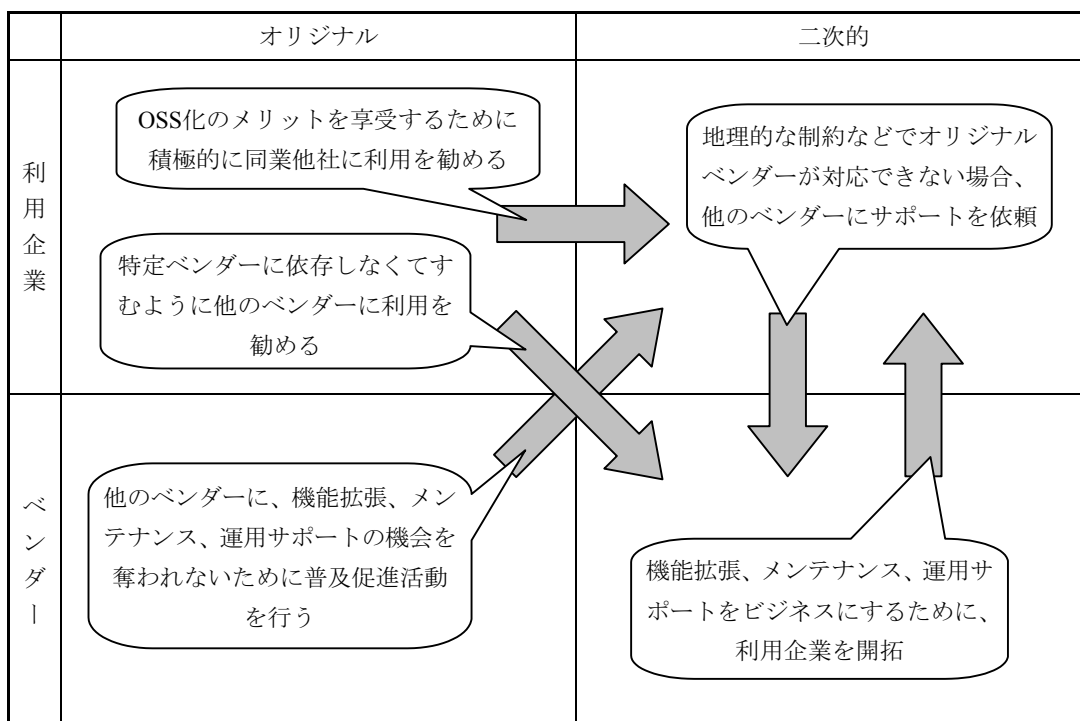 オリジナル
二次的
利用企業
OSS化のメリットを享受するために
積極的に同業他社に利用を勧める
特定ベンダーに依存しなくてす
むように他のベンダーに利用を
勧める
地理的な制約などでオリジナル
ベンダーが対応できない場合、
他のベンダーにサポートを依頼
ベンダー
他のベンダーに、機能拡張、メン
テナンス、運用サポートの機会を
奪われないために普及促進活動
を行う
機能拡張、メンテナンス、運用サ
ポートをビジネスにするために、
利用企業を開拓